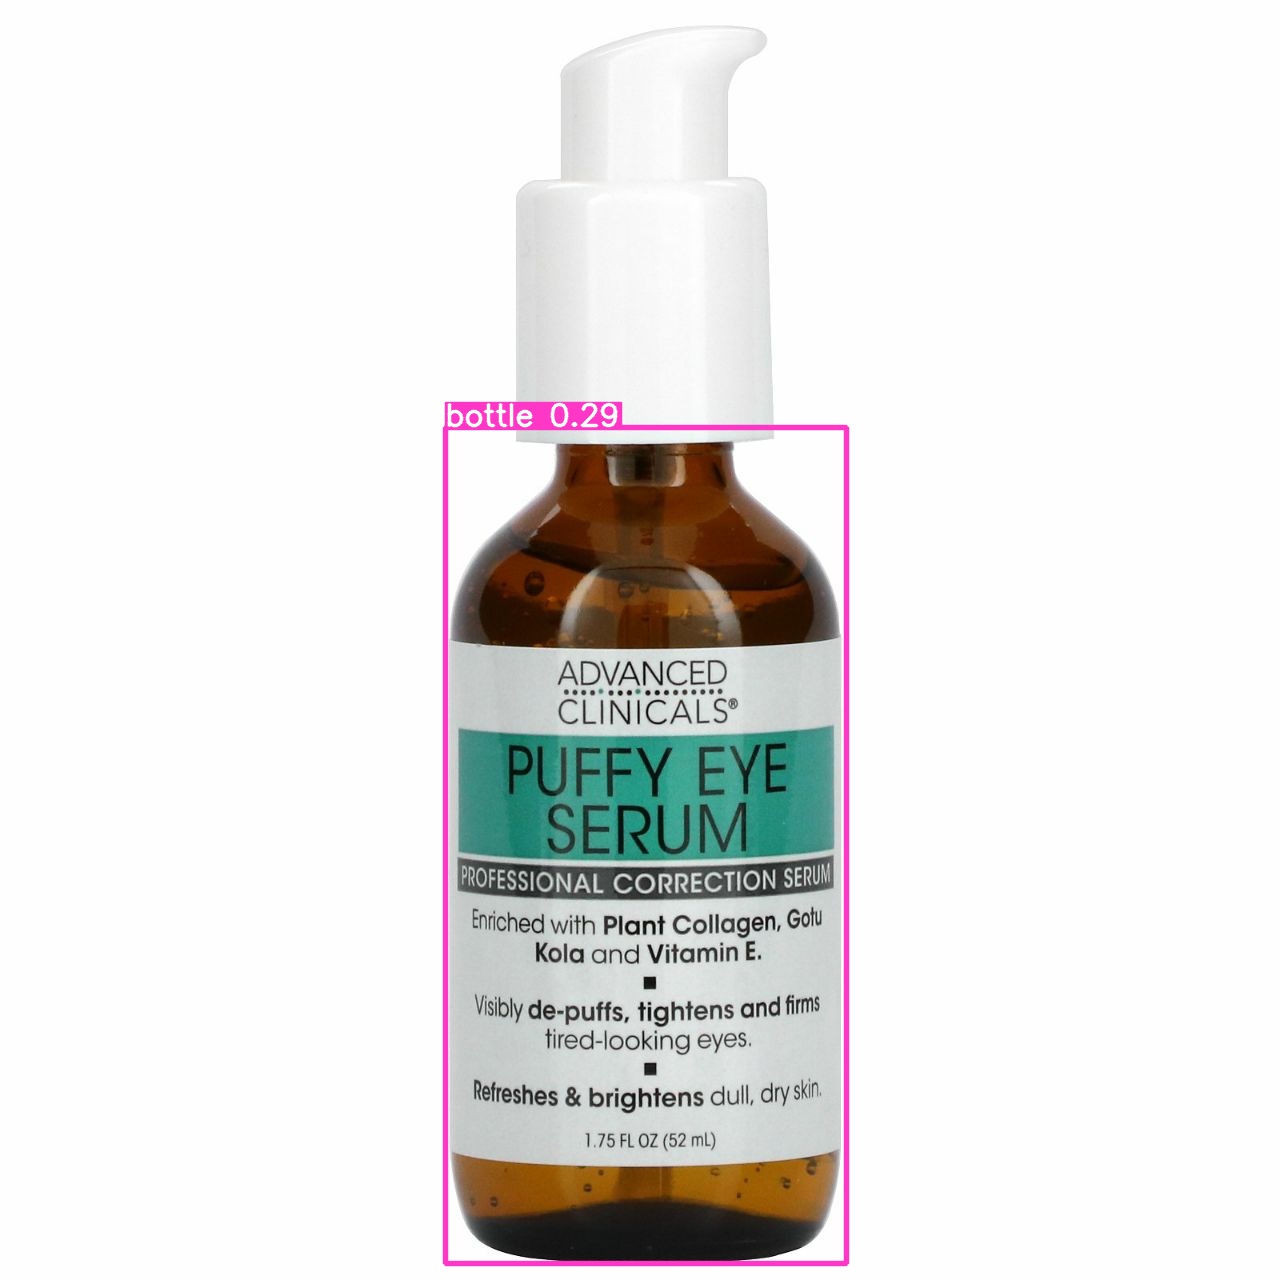 bottle 0.29
ADVANCED
CLINICALS®
PUFFY EYE
SERUM
PROFESSIONAL CORRECTION SERUM
Enriched with Plant Collagen, Gotu
Kola and Vitamin E.
Visibly de-puffs, tightens and firms
tired-looking eyes.
Refreshes & brightens dull, dry skin.
1.75 FL OZ (52 mL)